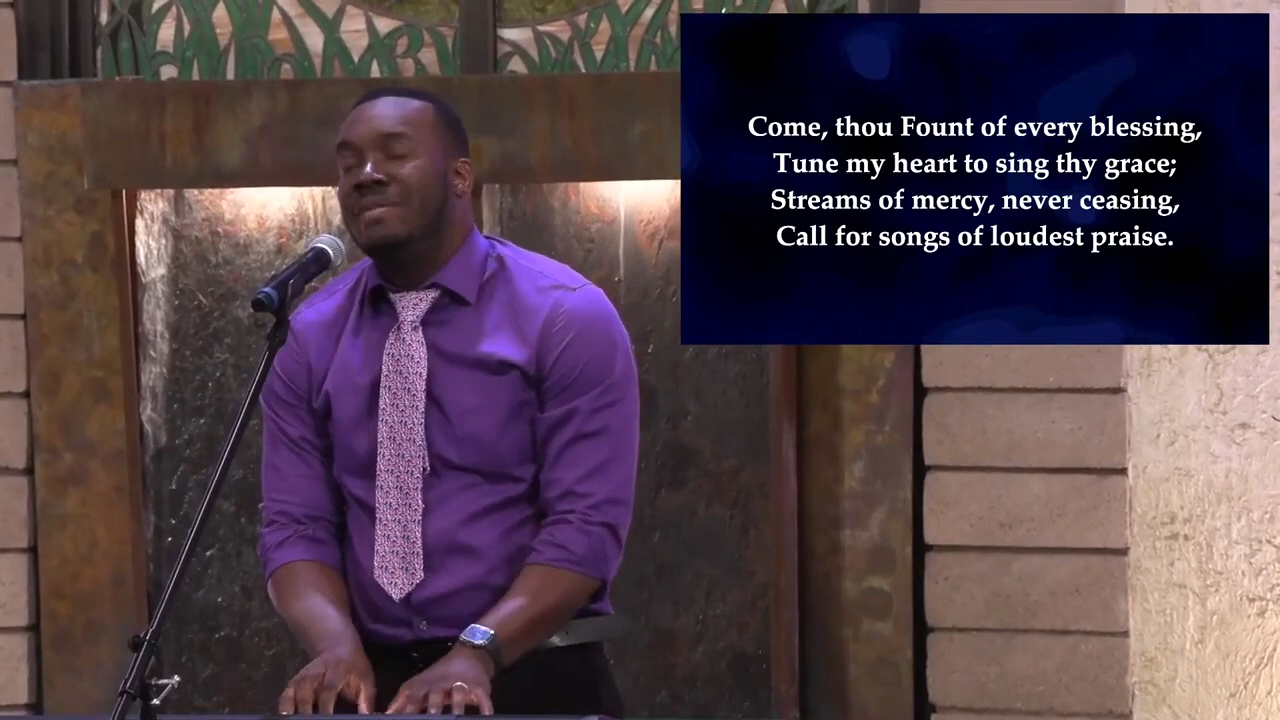 Come, thou Fount of every blessing,
Tune my heart to sing thy grace;
Streams of mercy, never ceasing,
Call for songs of loudest praise.